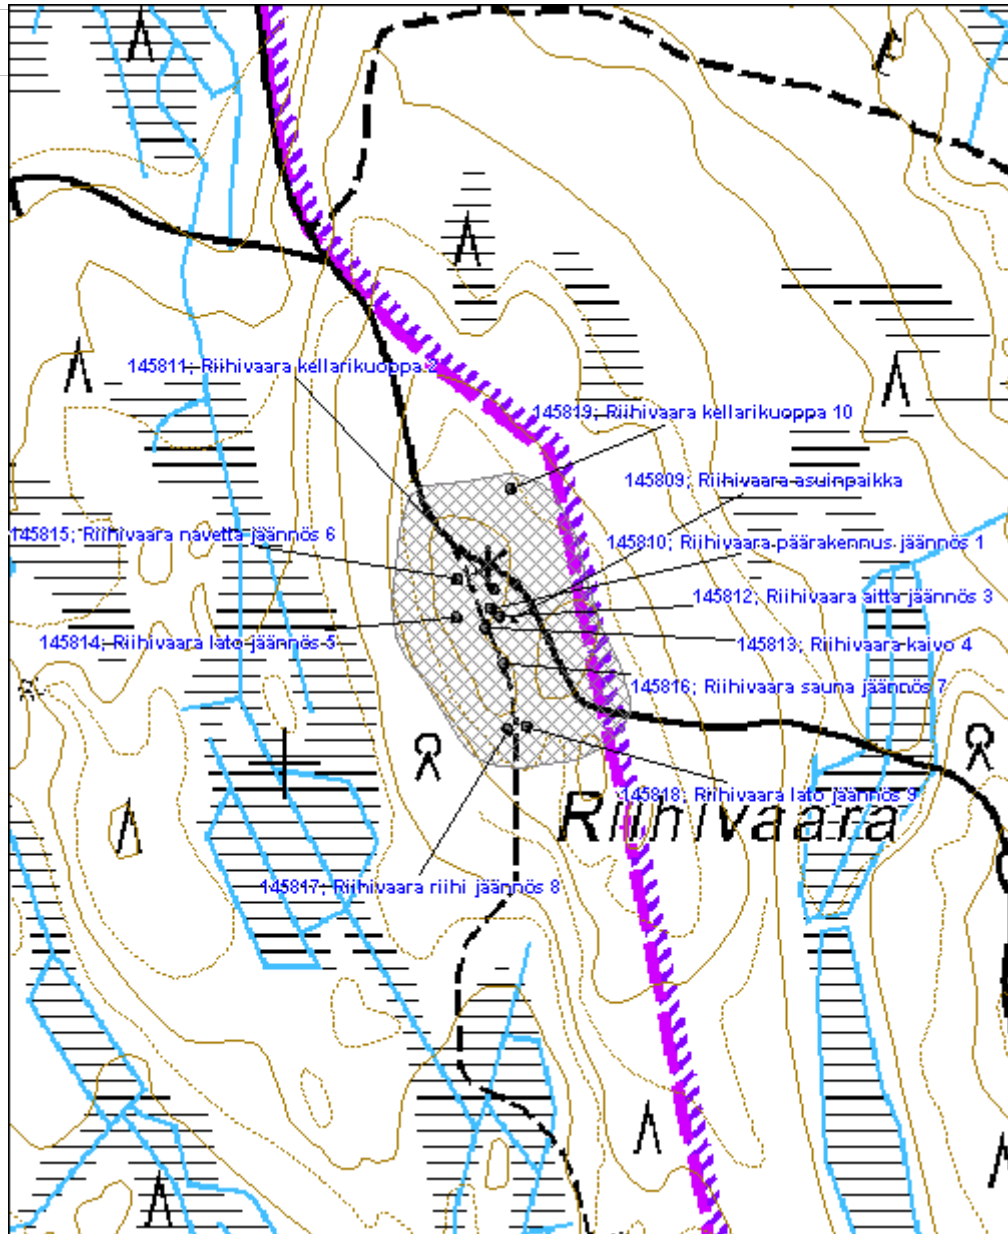 145811; Riihivaara kellarikuoppa 2
145819; Riihivaara kellarikuoppa 10
145809; Riihivaara asuinpaikka
145815; Riihivaara navetta jäännös 6
145810; Riihivaara päärakennus jäännös 1
145812; Riihivaara aitta jäännös 3
145814; Riihivaara lato jäännös 5
145813; Riihivaara kaivo 4
145816; Riihivaara sauna jäännös 7
145818; Riihivaara lato jäännös 9
Riihivaara
145817; Riihivaara riihi jäännös 8